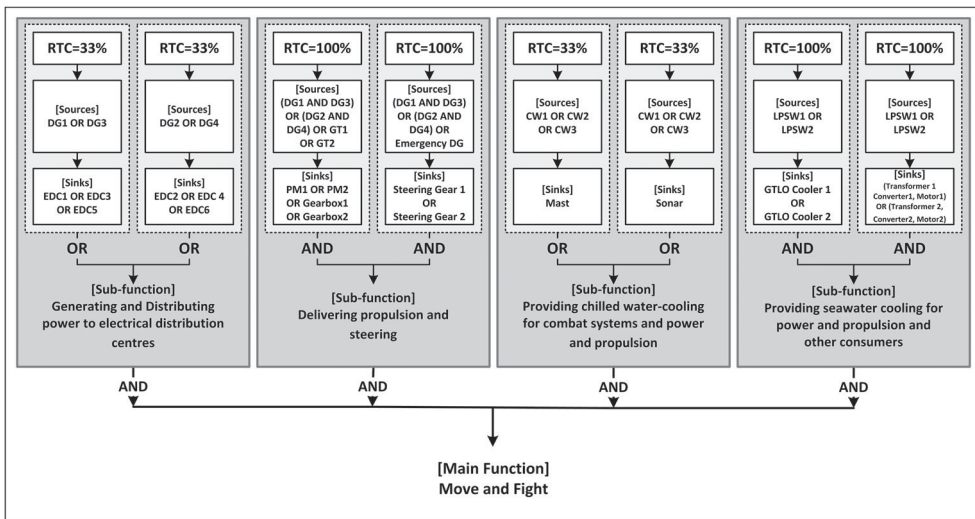 RTC=33%
[Sources]
DG1 OR DG3
[Sinks]
EDC1 OR EDC3
OR EDC5
OR
RTC=33%
[Sources]
DG2 OR DG4
[Sinks]
EDC2 OR EDC 4
OR EDC6
OR
[Sub-function]
Generating and Distributing
power to electrical distribution
centres
AND
RTC=100%
[Sources]
(DG1 AND DG3)
OR (DG2 AND
DG4) OR GT1
OR GT2
[Sinks]
PM1 OR PM2
OR Gearbox1
OR Gearbox2
AND
RTC=100%
[Sources]
(DG1 AND DG3)
OR (DG2 AND
DG4) OR
Emergency DG
[Sinks]
Steering Gear 1
OR
Steering Gear 2
AND
[Sub-function]
Delivering propulsion and
steering
AND
RTC=33%
[Sources]
CW1 OR CW2
OR CW3
[Sinks]
Mast
OR
RTC=33%
[Sources]
CW1 OR CW2
OR CW3
[Sinks]
Sonar
OR
[Sub-function]
Providing chilled water-cooling
for combat systems and power
and propulsion
AND
RTC=100%
[Sources]
LPSW1 OR
LPSW2
[Sinks]
GTLO Cooler 1
OR
GTLO Cooler 2
AND
RTC=100%
[Sources]
LPSW1 OR
LPSW2
[Sinks]
(Transformer 1
Converter1, Motor1)
OR (Transformer 2,
Converter2, Motor2)
AND
[Sub-function]
Providing seawater cooling for
power and propulsion and
other consumers
AND
[Main Function]
Move and Fight